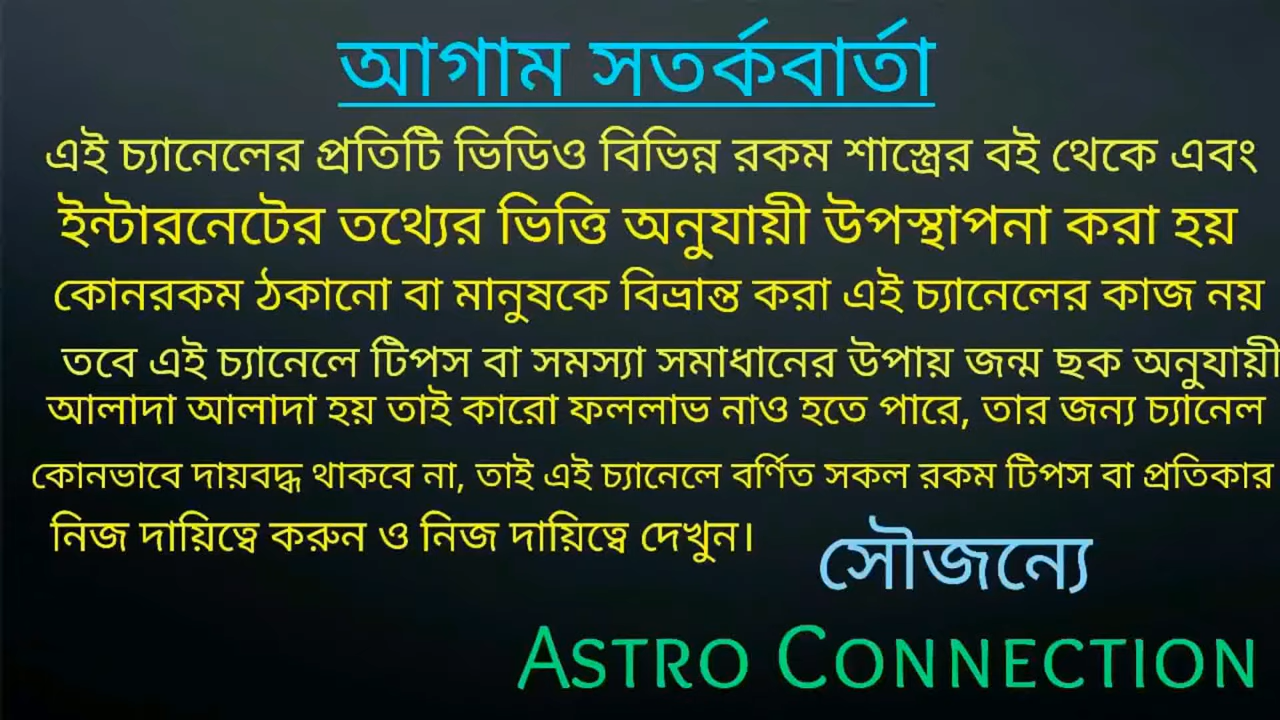 আগাম সতর্কবার্তা
এই চ্যানেলের প্রতিটি ভিডিও বিভিন্ন রকম শাস্ত্রের বই থেকে এবং
ইন্টারনেটের তথ্যের ভিত্তি অনুযায়ী উপস্থাপনা করা হয়
কোনরকম ঠকানো বা মানুষকে বিভ্রান্ত করা এই চ্যানেলের কাজ নয়
তবে এই চ্যানেলে টিপস বা সমস্যা সমাধানের উপায় জন্ম ছক অনুযায়ী
আলাদা আলাদা হয় তাই কারো ফললাভ নাও হতে পারে, তার জন্য চ্যানেল
কোনভাবে দায়বদ্ধ থাকবে না, তাই এই চ্যানেলে বর্ণিত সকল রকম টিপস বা প্রতিকার
নিজ দায়িত্বে করুন ও নিজ দায়িত্বে দেখুন।
সৌজন্যে
ASTRO CONNECTION